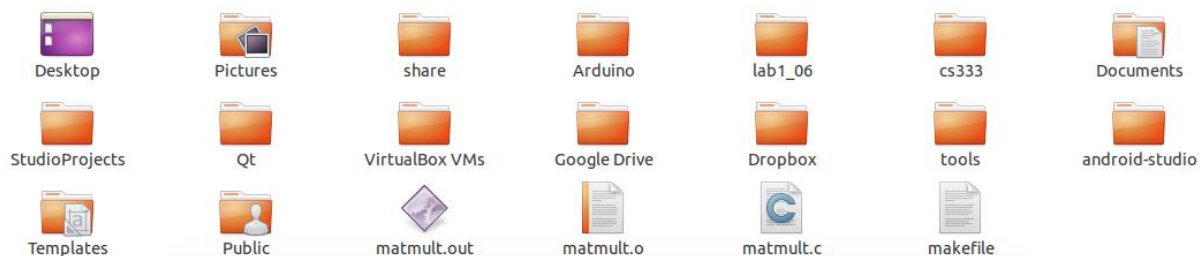 Desktop Pictures share Arduino lab1_06 cs333 Documents
StudioProjects Qt VirtualBox VMs Google Drive Dropbox tools android-studio
Templates Public matmult.out matmult.o matmult.c makefile